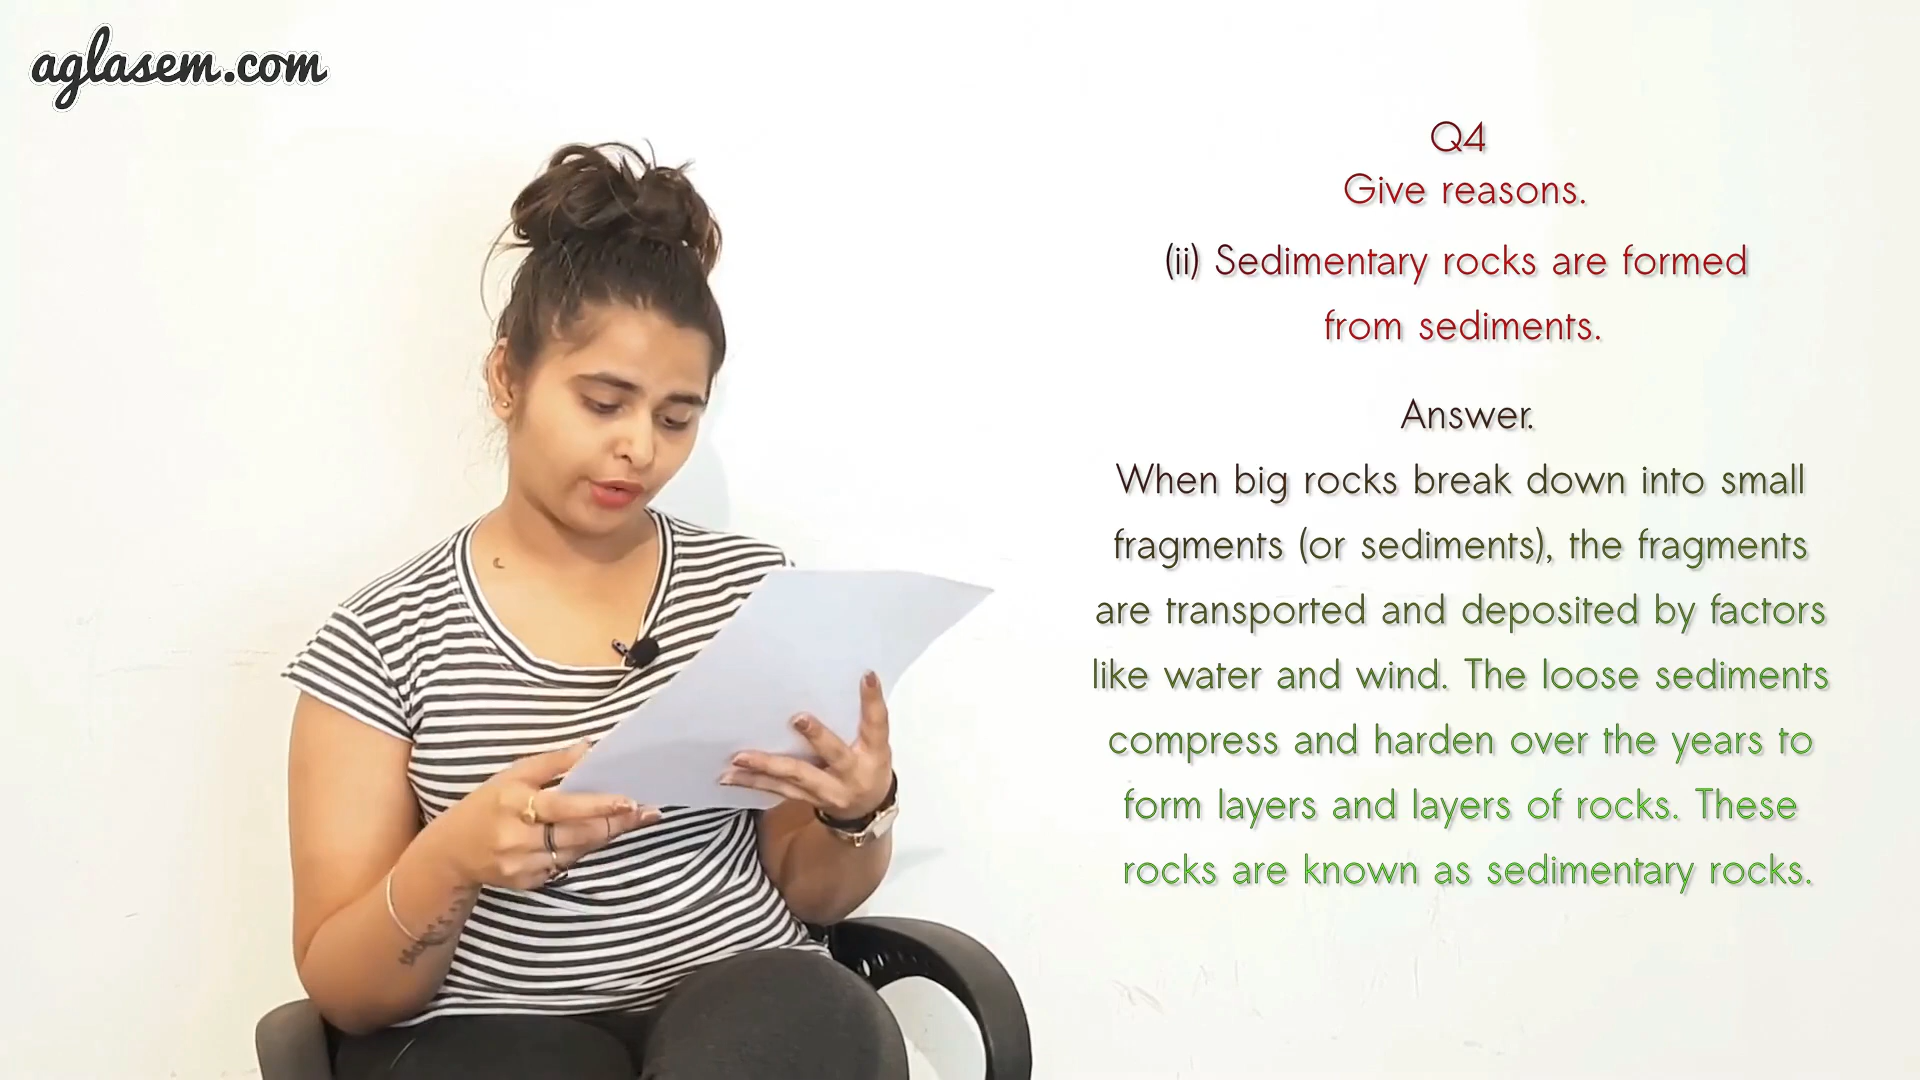 aglasem.com
Q4
Give reasons.
(ii) Sedimentary rocks are formed
from sediments.
Answer.
When big rocks break down into small
fragments (or sediments), the fragments
are transported and deposited by factors
like water and wind. The loose sediments
compress and harden over the years to
form layers and layers of rocks. These
rocks are known as sedimentary rocks.